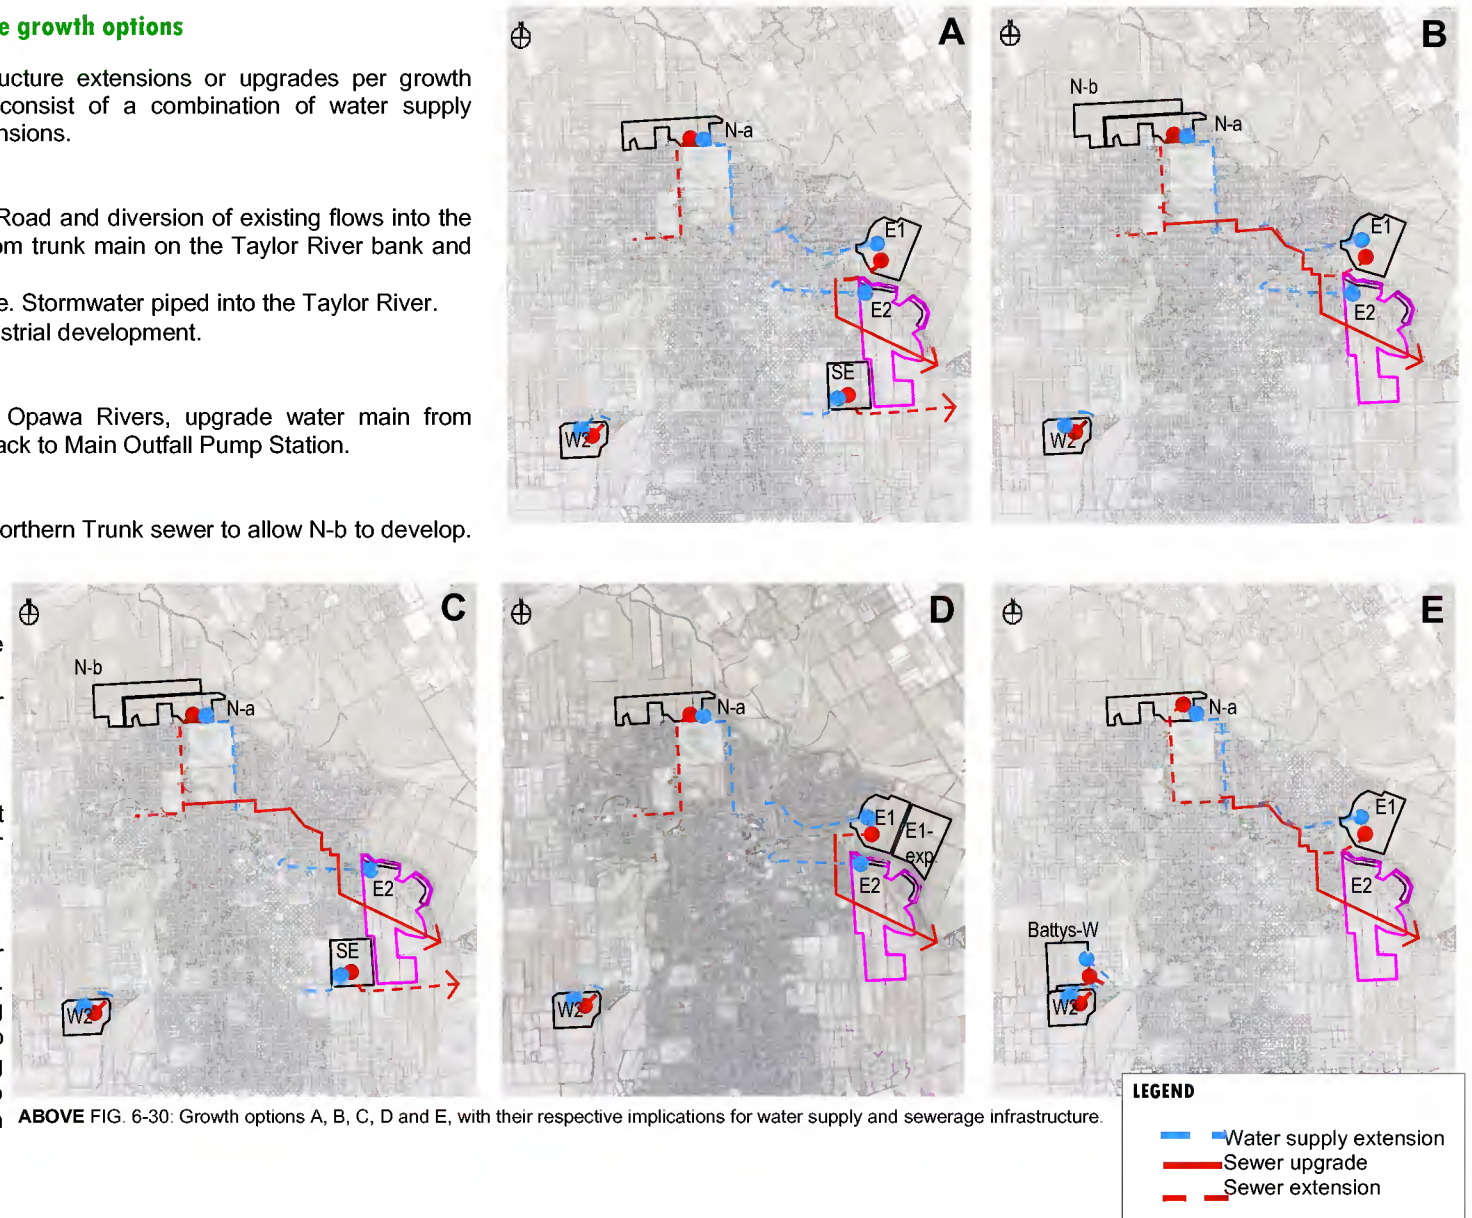 e growth options
ucture extensions or upgrades per growth
consist of a combination of water supply
nsions.
Road and diversion of existing flows into the
om trunk main on the Taylor River bank and
e. Stormwater piped into the Taylor River.
strial development.
Opawa Rivers, upgrade water main from
ack to Main Outfall Pump Station.
orthern Trunk sewer to allow N-b to develop.
A
N-a
E1
E2
SE
W2
B
N-b
N-a
E1
E2
W2
C
N-b
N-a
E2
SE
W2
D
N-a
E1
E1-
exp.
E2
W2
E
N-a
E1
E2
Battys-W
W2
ABOVE FIG. 6-30: Growth options A, B, C, D and E, with their respective implications for water supply and sewerage infrastructure.
LEGEND
Water supply extension
Sewer upgrade
Sewer extension